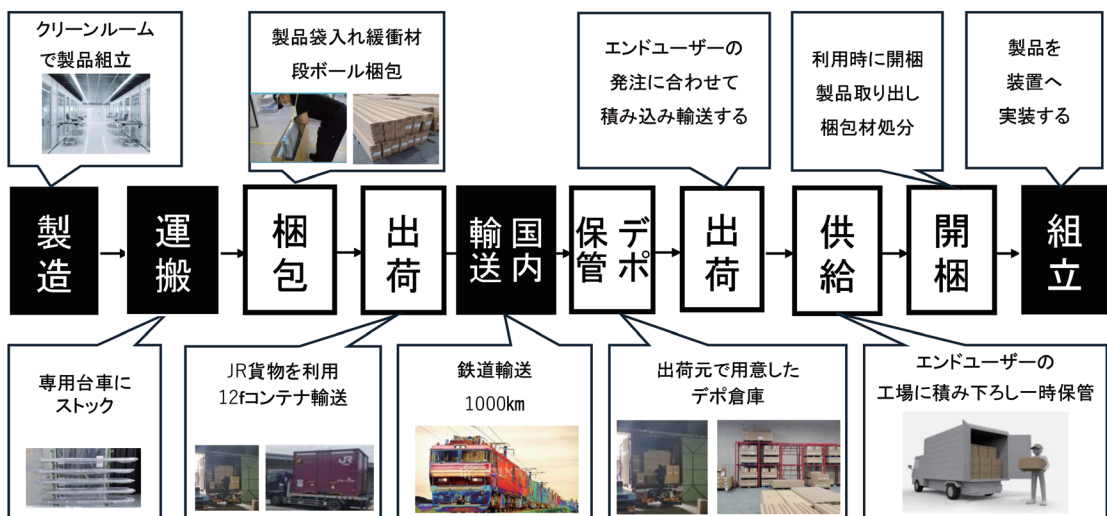 クリーンルーム
で製品組立
製品袋入れ緩衝材
段ボール梱包
エンドユーザーの
発注に合わせて
積み込み輸送する
利用時に開梱
製品取り出し
梱包材処分
製品を
装置へ
実装する
製造
運搬
梱包
出荷
国内
輸送
デポ
保管
出荷
供給
開梱
組立
専用台車に
ストック
JR貨物を利用
12fコンテナ輸送
鉄道輸送
1000km
出荷元で用意した
デポ倉庫
エンドユーザーの
工場に積み下ろし一時保管
JR